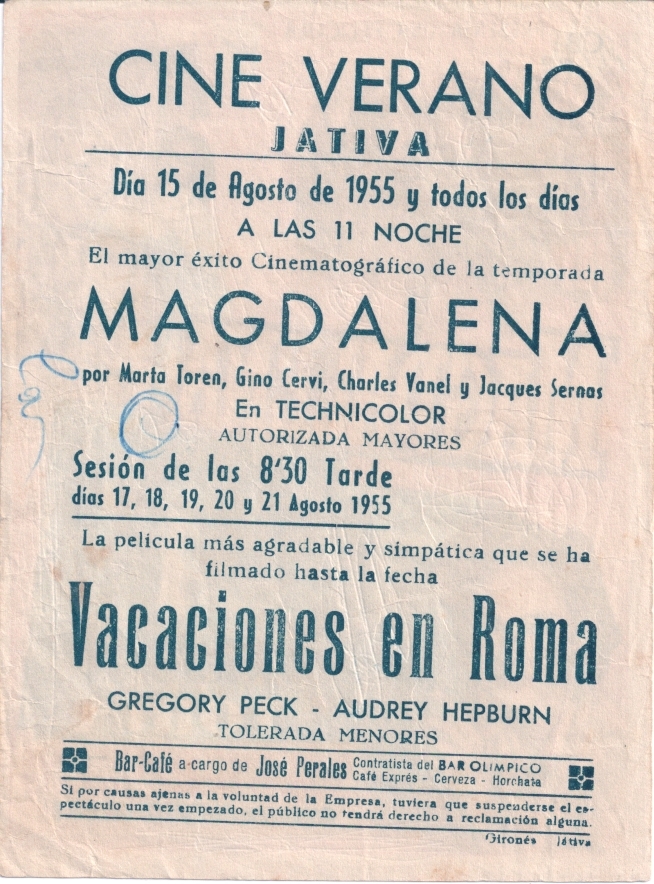 CINE VERANO
JATIVA
Día 15 de Agosto de 1955 y todos los días
A LAS 11 NOCHE
El mayor éxito Cinematográfico de la temporada
MAGDALENA
por Marta Toren, Gino Cervi, Charles Vanel y Jacques Sernas
En TECHNICOLOR
AUTORIZADA MAYORES
Sesión de las 8'30 Tarde
días 17, 18, 19, 20 y 21 Agosto 1955
La pelicula más agradable y simpática que se ha
filmado hasta la fecha
Vacaciones en Roma
GREGORY PECK - AUDREY HEPBURN
TOLERADA MENORES
Bar-Café a cargo de José Perales Contratista del BAR OLIMPICO
Café Exprés - Cerveza - Horchata
Si por causas ajenas a la voluntad de la Empresa, tuviera que suspenderse el es-
pectáculo una vez empezado, el público no tendrá derecho a reclamación alguna.
Gironés Játiva